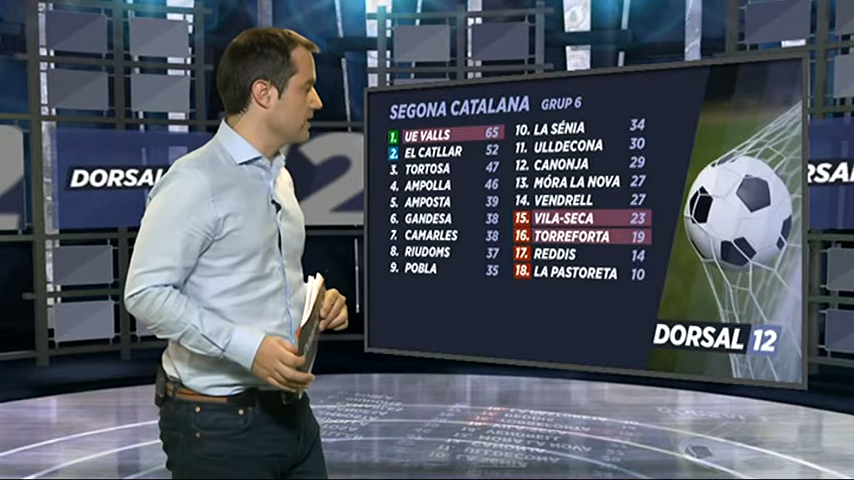 SEGONA CATALANA GRUP 6
1. UE VALLS 65
2. EL CATLLAR 52
3. TORTOSA 47
4. AMPOLLA 46
5. AMPOSTA 39
6. GANDESA 38
7. CAMARLES 38
8. RIUDOMS 37
9. POBLA 35
10. LA SÉNIA 34
11. ULLDECONA 30
12. CANONJA 29
13. MÓRA LA NOVA 27
14. VENDRELL 27
15. VILA-SECA 23
16. TORREFORTA 19
17. REDDIS 14
18. LA PASTORETA 10
DORSAL 12
DORSAL
2